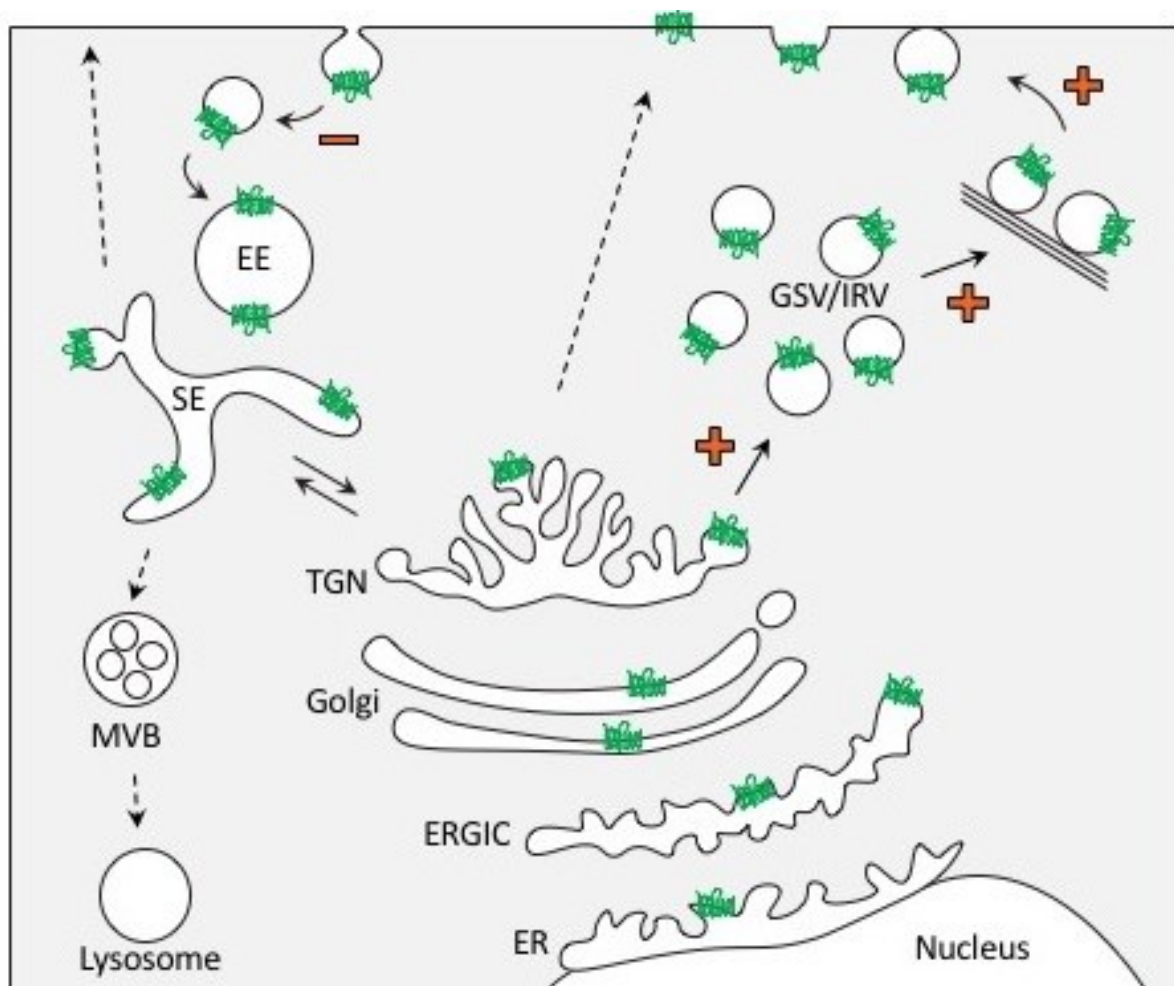 EE
GSV/IRV
SE
TGN
Golgi
MVB
ERGIC
ER
Nucleus
Lysosome